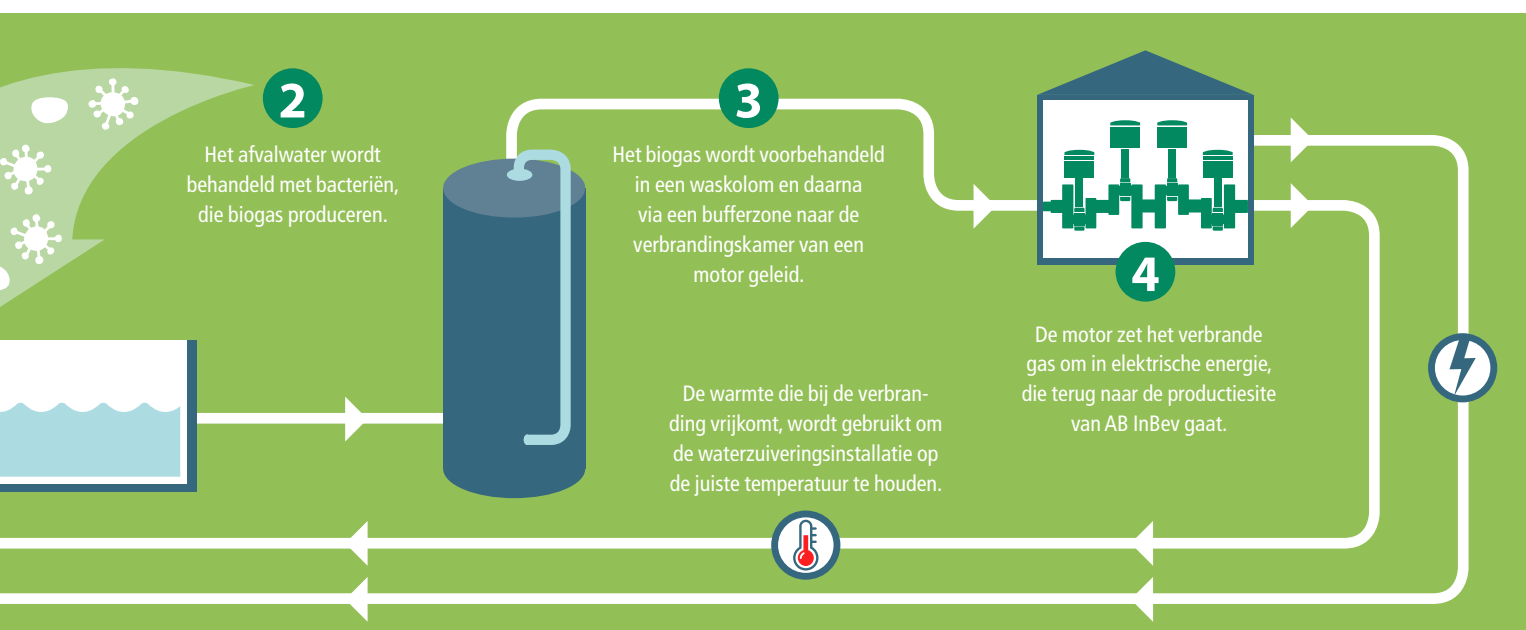 2
Het afvalwater wordt
behandeld met bacteriën,
die biogas produceren.
3
Het biogas wordt voorbehandeld
in een waskolom en daarna
via een bufferzone naar de
verbrandingskamer van een
motor geleid.
4
De motor zet het verbrande
gas om in elektrische energie,
die terug naar de productiesite
van AB InBev gaat.
De warmte die bij de verbran-
ding vrijkomt, wordt gebruikt om
de waterzuiveringsinstallatie op
de juiste temperatuur te houden.